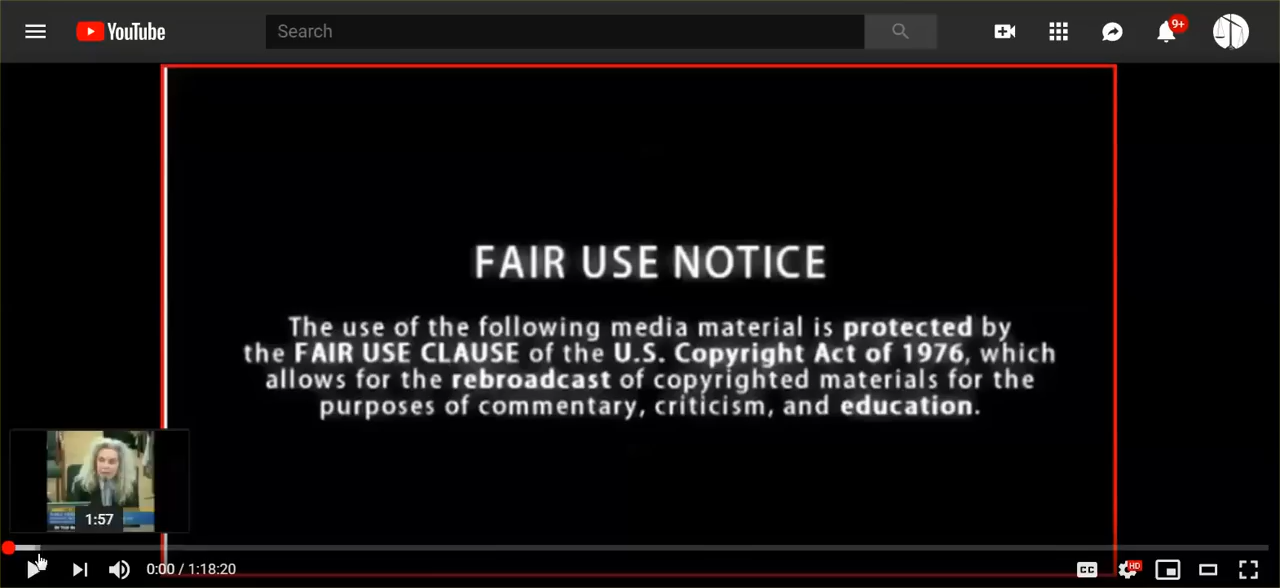 YouTube
Search
9+
FAIR USE NOTICE
The use of the following media material is protected by
the FAIR USE CLAUSE of the U.S. Copyright Act of 1976, which
allows for the rebroadcast of copyrighted materials for the
purposes of commentary, criticism, and education.
1:57
0:00 / 1:18:20
CC
HD